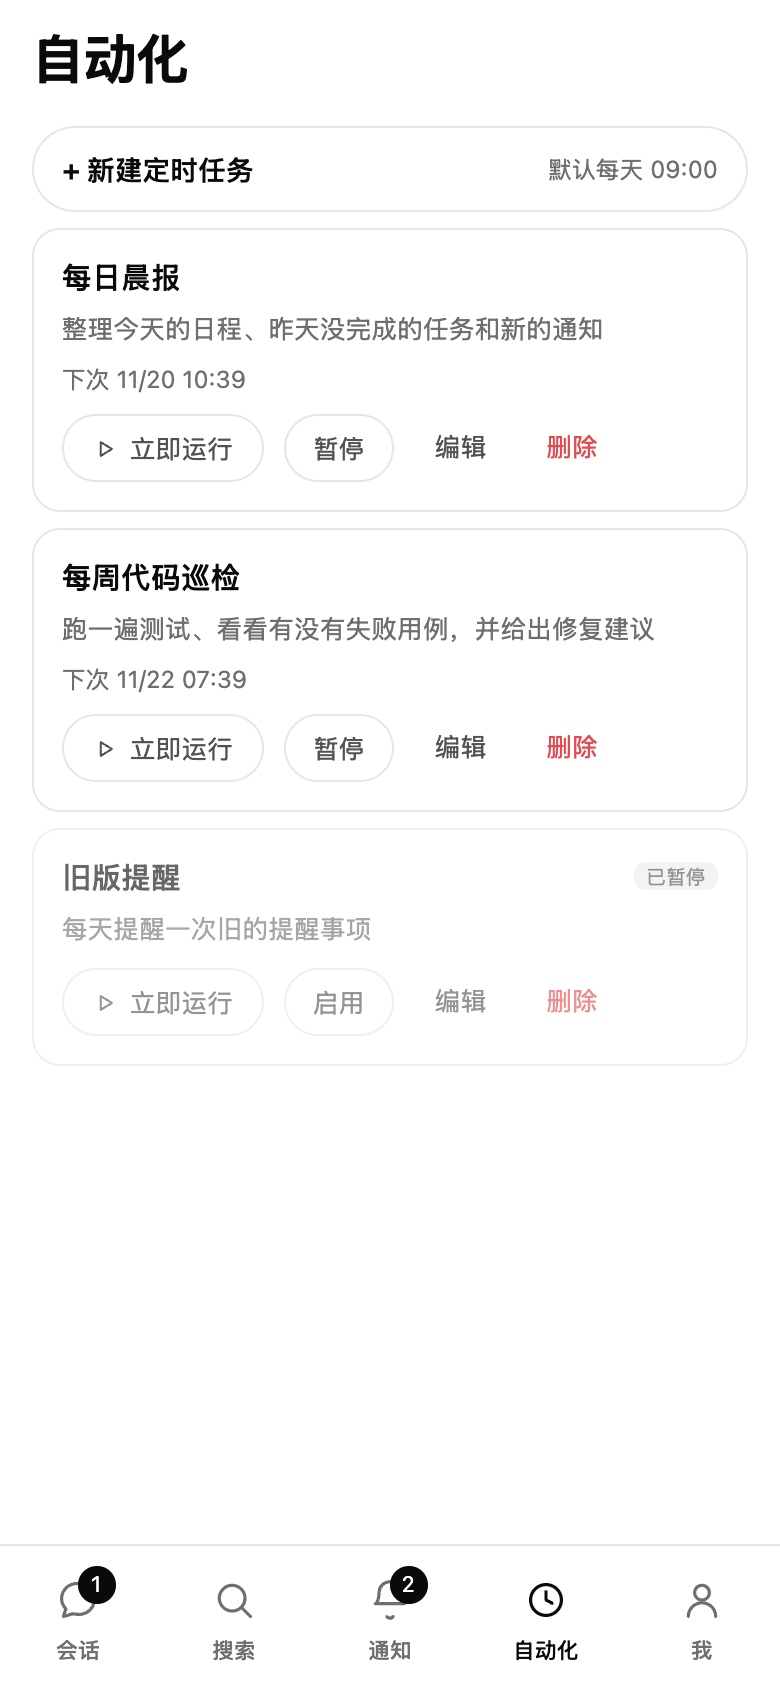 自动化
+ 新建定时任务 默认每天 09:00
每日晨报
整理今天的日程、昨天没完成的任务和新的通知
下次 11/20 10:39
立即运行 暂停 编辑 删除
每周代码巡检
跑一遍测试、看看有没有失败用例，并给出修复建议
下次 11/22 07:39
立即运行 暂停 编辑 删除
旧版提醒 已暂停
每天提醒一次旧的提醒事项
立即运行 启用 编辑 删除
1 2
会话 搜索 通知 自动化 我